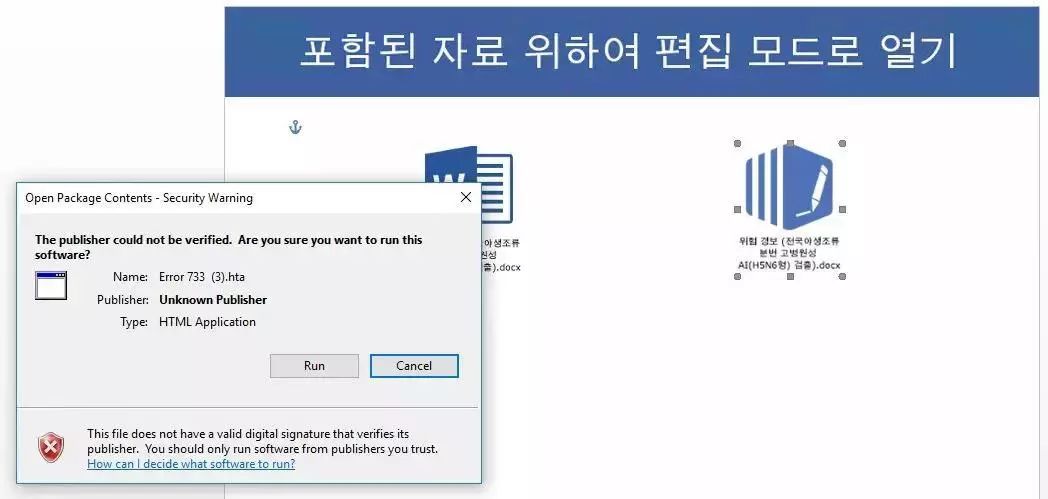 포함된 자료 위하여 편집 모드로 열기
W
야생조류
원성
출).docx
위험 경보 (전국야생조류
분변 고병원성
AI(H5N6형) 검출).docx
Open Package Contents - Security Warning
The publisher could not be verified. Are you sure you want to run this
software?
Name: Error 733 (3).hta
Publisher: Unknown Publisher
Type: HTML Application
Run Cancel
This file does not have a valid digital signature that verifies its
publisher. You should only run software from publishers you trust.
How can I decide what software to run?